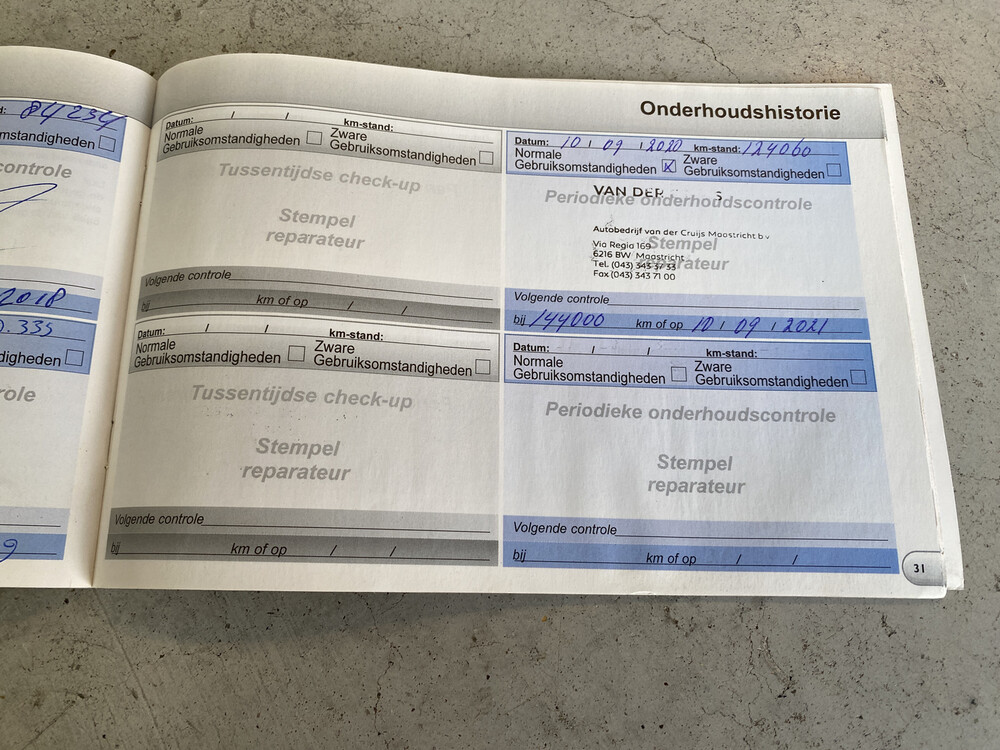 84234
mstandigheden
controle
2018
.335
digheden
role
9
Onderhoudshistorie
Datum: / / km-stand:
Normale Gebruiksomstandigheden Zware Gebruiksomstandigheden
Tussentijdse check-up
Stempel
reparateur
Volgende controle
bij km of op / /
Datum: 10 / 09 / 2020 km-stand: 124060
Normale Gebruiksomstandigheden Zware Gebruiksomstandigheden
VAN DER
Periodieke onderhoudscontrole
Autobedrijf van der Cruijs Maastricht b.v
Stempel
Via Regia 169
6216 BW Maastricht
reparateur
Tel. (043) 343 37 33
Fax (043) 343 71 00
Volgende controle
bij 144000 km of op 10 / 09 / 2021
Datum: / / km-stand:
Normale Gebruiksomstandigheden Zware Gebruiksomstandigheden
Tussentijdse check-up
Stempel
reparateur
Volgende controle
bij km of op / /
Datum: / / km-stand:
Normale Gebruiksomstandigheden Zware Gebruiksomstandigheden
Periodieke onderhoudscontrole
Stempel
reparateur
Volgende controle
bij km of op / /
31